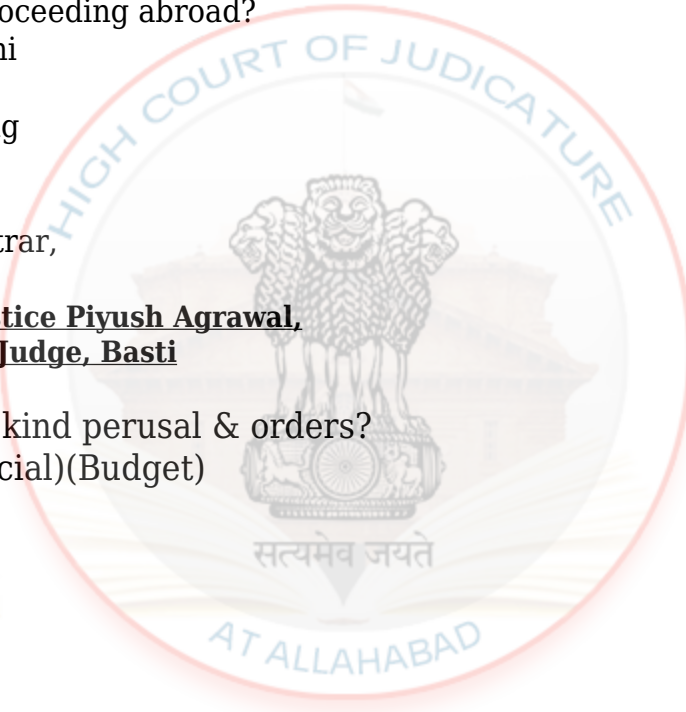 oceeding abroad?
ni
g
trar,
tice Piyush Agrawal,
Judge, Basti
kind perusal & orders?
cial)(Budget)
HIGH COURT OF JUDICATURE
सत्यमेव जयते
AT ALLAHABAD